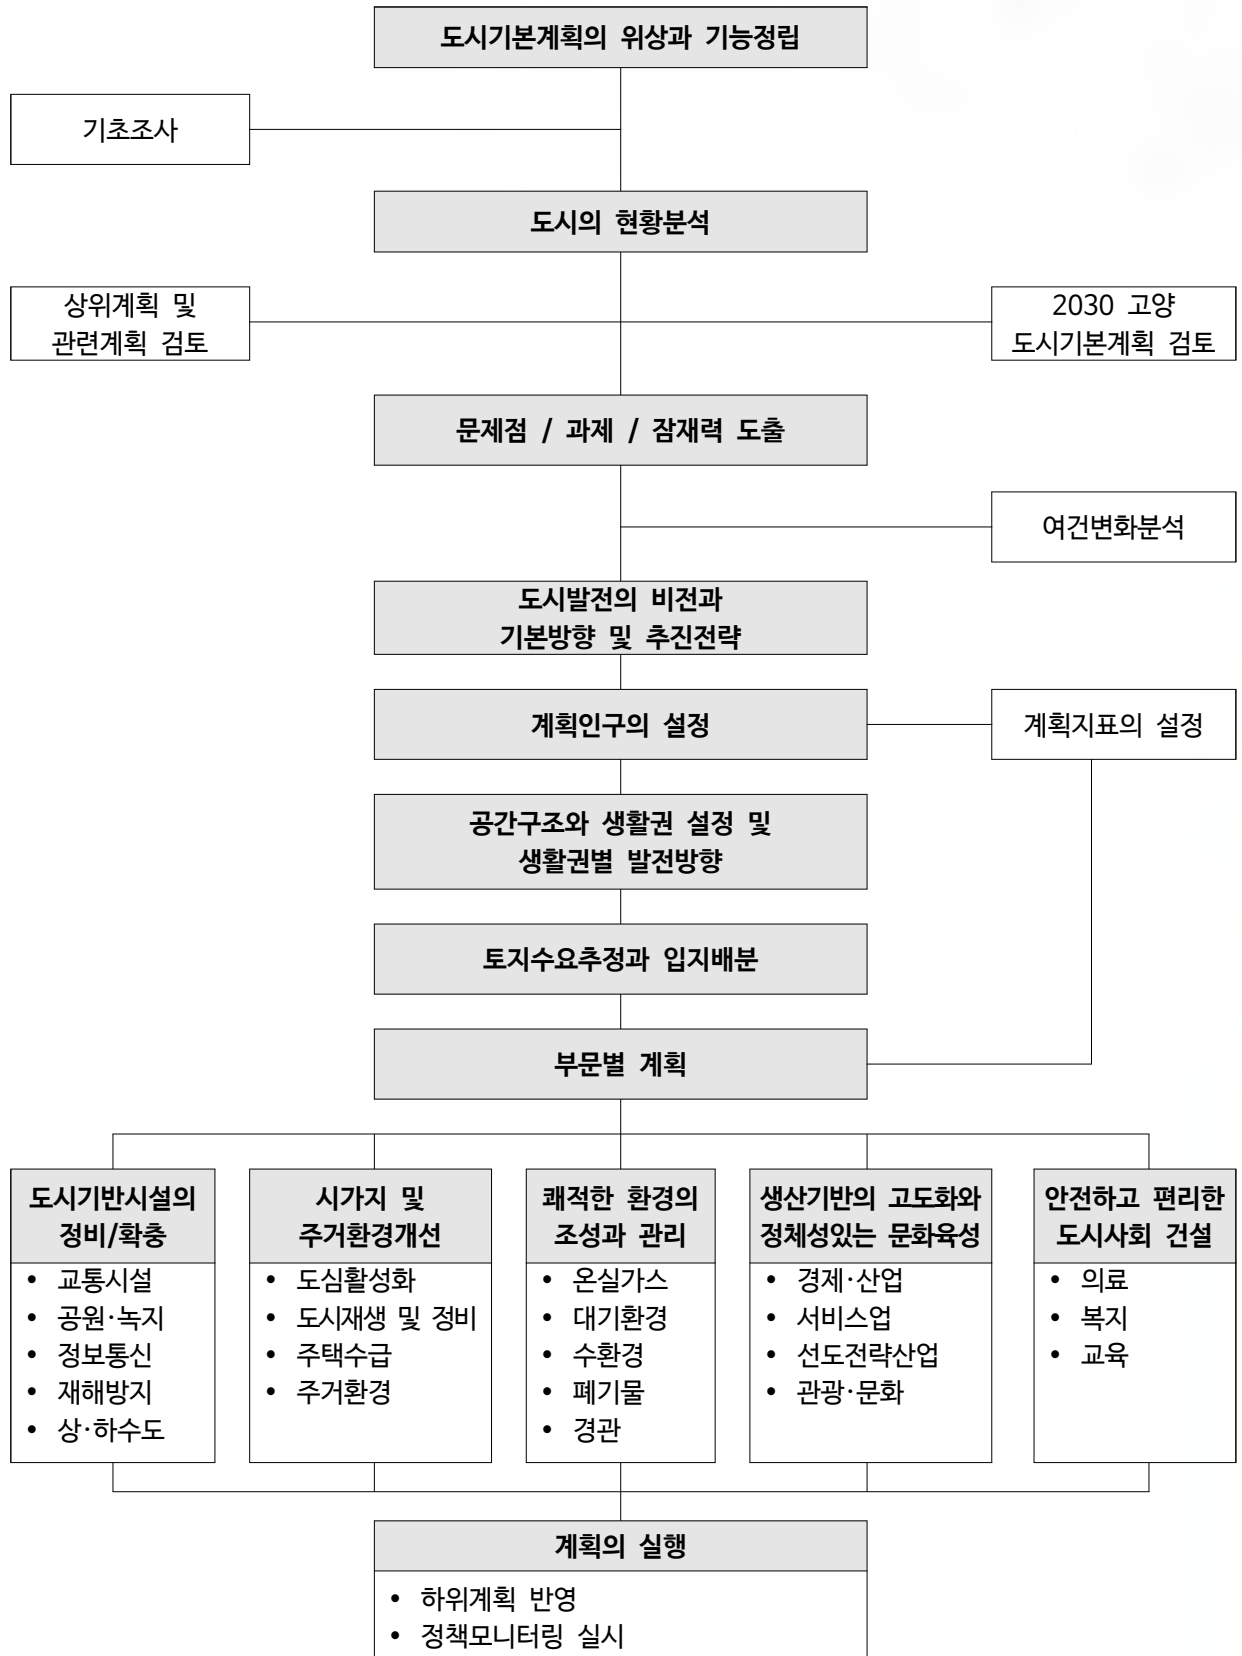 도시기본계획의 위상과 기능정립
기초조사
도시의 현황분석
상위계획 및
관련계획 검토
2030 고양
도시기본계획 검토
문제점 / 과제 / 잠재력 도출
여건변화분석
도시발전의 비전과
기본방향 및 추진전략
계획인구의 설정
계획지표의 설정
공간구조와 생활권 설정 및
생활권별 발전방향
토지수요추정과 입지배분
부문별 계획
도시기반시설의
정비/확충
• 교통시설
• 공원·녹지
• 정보통신
• 재해방지
• 상·하수도
시가지 및
주거환경개선
• 도심활성화
• 도시재생 및 정비
• 주택수급
• 주거환경
쾌적한 환경의
조성과 관리
• 온실가스
• 대기환경
• 수환경
• 폐기물
• 경관
생산기반의 고도화와
정체성있는 문화육성
• 경제·산업
• 서비스업
• 선도전략산업
• 관광·문화
안전하고 편리한
도시사회 건설
• 의료
• 복지
• 교육
계획의 실행
• 하위계획 반영
• 정책모니터링 실시